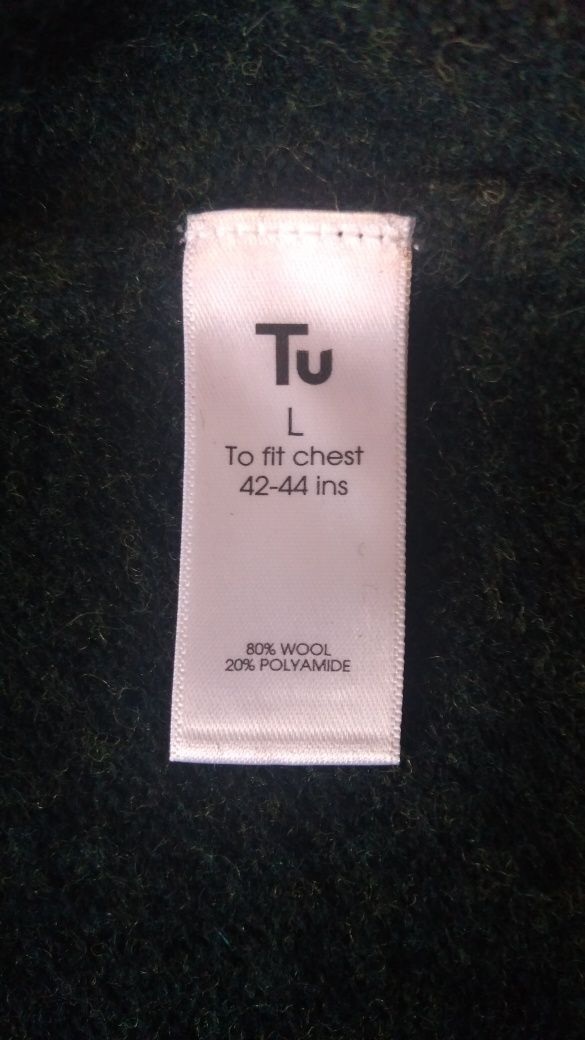 Tu
L
To fit chest
42-44 ins
80% WOOL
20% POLYAMIDE